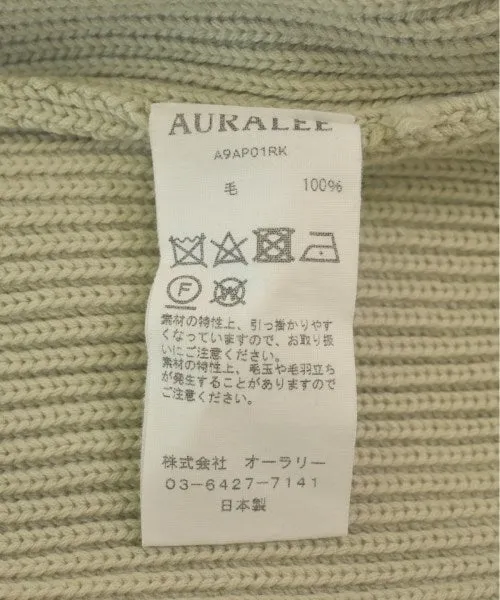 AURALEE
A9AP01RK
毛 100%
F
W
素材の特性上、引っ掛かりやす
くなっていますので、お取り扱
いにご注意ください。
素材の特性上、毛玉や毛羽立ち
が発生することがありますので
ご注意ください。
株式会社 オーラリー
03-6427-7141
日本製